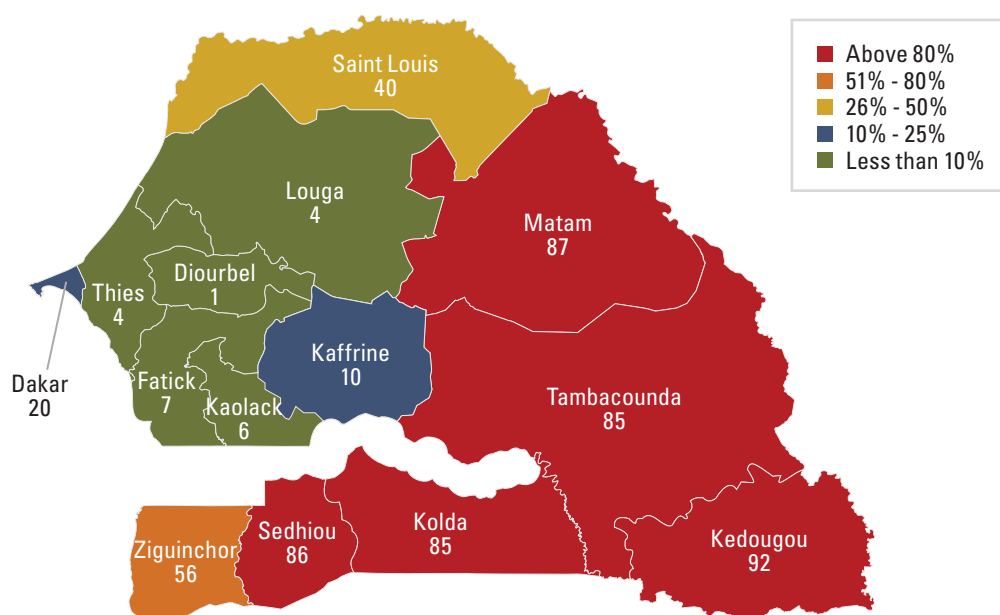 Above 80%
51% - 80%
26% - 50%
10% - 25%
Less than 10%
Saint Louis
40
Louga
4
Matam
87
Diourbel
1
Thies
4
Dakar
20
Kaffrine
10
Fatick
7
Kaolack
6
Tambacounda
85
Ziguinchor
56
Sedhiou
86
Kolda
85
Kedougou
92